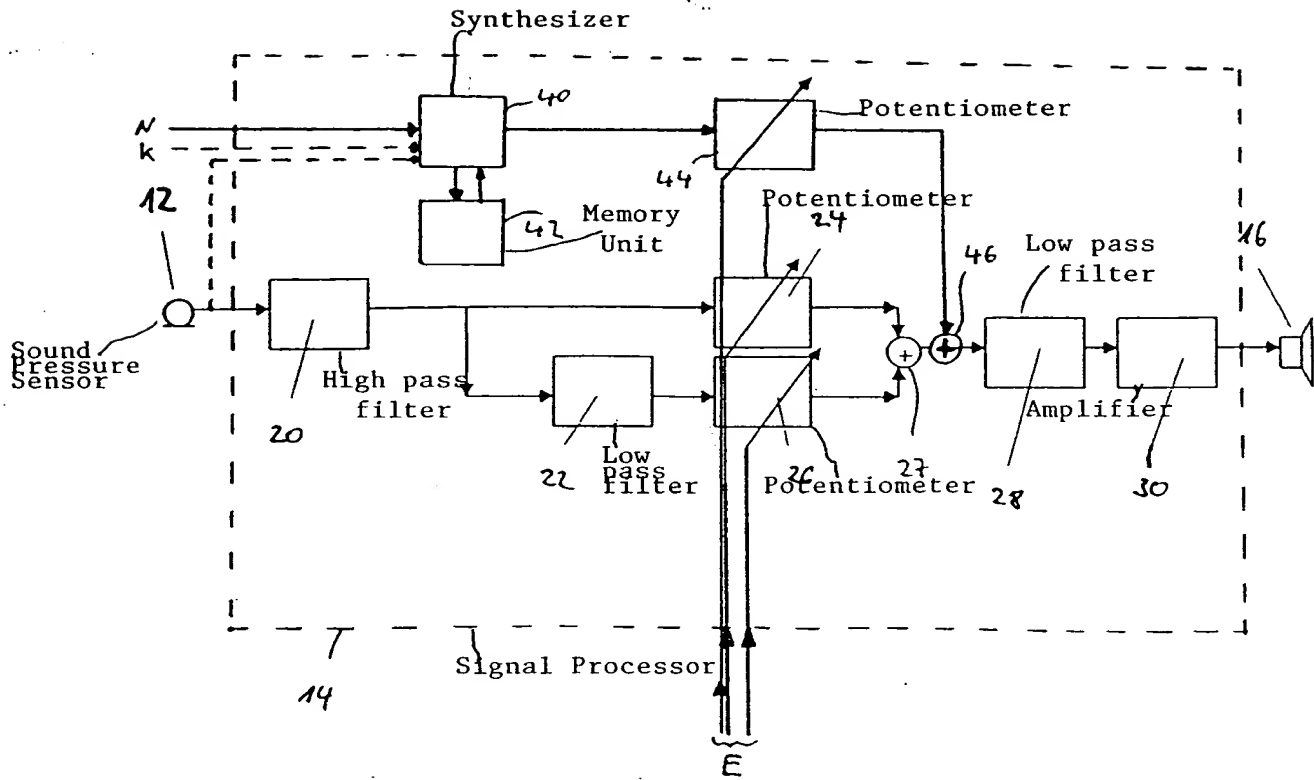 Synthesizer
40
N
K
Potentiometer
44
12
42
Memory
Unit
Potentiometer
24
46
Low pass
filter
16
Sound
Pressure
Sensor
High pass
filter
20
22
Low
pass
filter
26
Potentiometer
+
+
27
28
Amplifier
30
Signal Processor
14
E